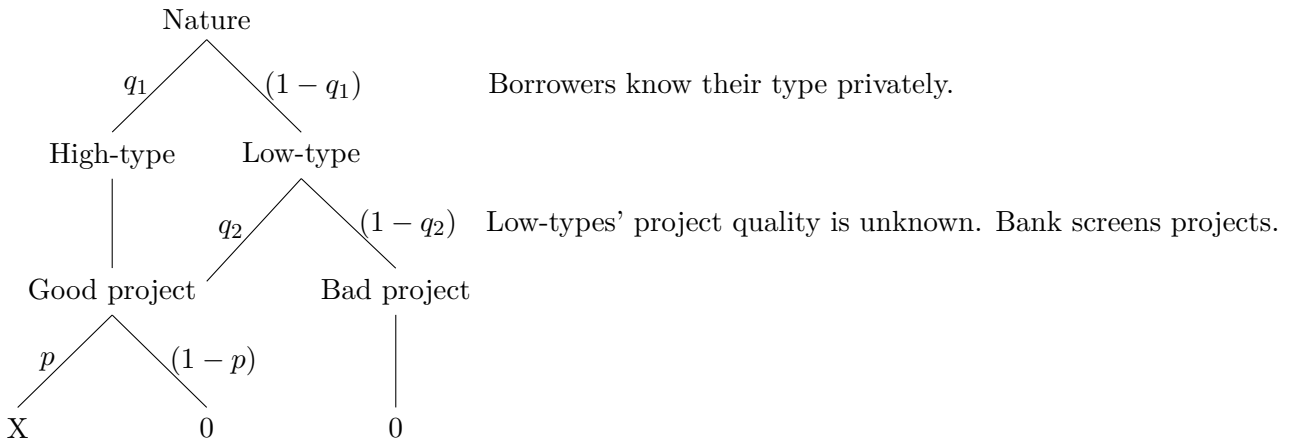 Nature
q₁ (1 − q₁) Borrowers know their type privately.
High-type Low-type
q₂ (1 − q₂) Low-types' project quality is unknown. Bank screens projects.
Good project Bad project
p (1 − p)
X 0 0